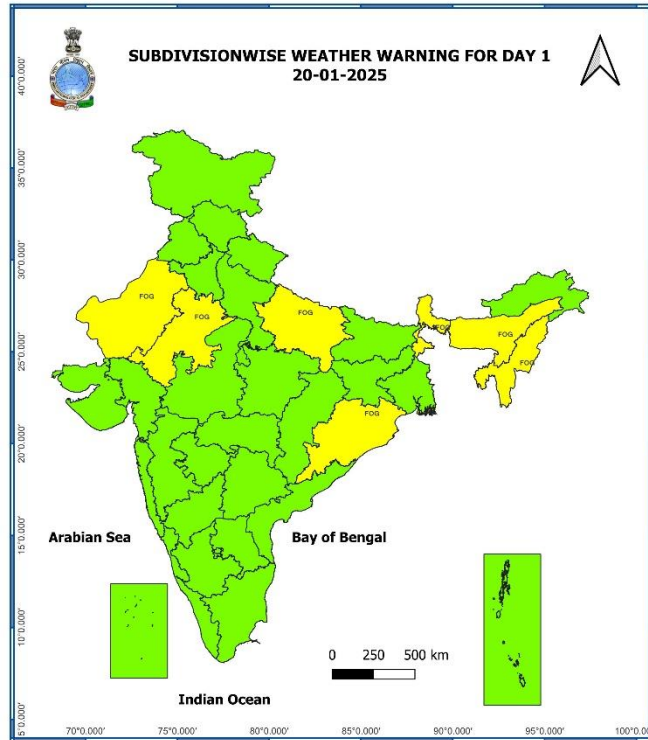 SUBDIVISIONWISE WEATHER WARNING FOR DAY 1
20-01-2025
40°0.000'
35°0.000'
30°0.000'
25°0.000'
20°0.000'
15°0.000'
10°0.000'
5°0.000'
FOG
FOG
FOG
FOG
FOG
FOG
FOG
Arabian Sea
Bay of Bengal
0 250 500 km
Indian Ocean
70°0.000' 75°0.000' 80°0.000' 85°0.000' 90°0.000' 95°0.000' 100°0.000